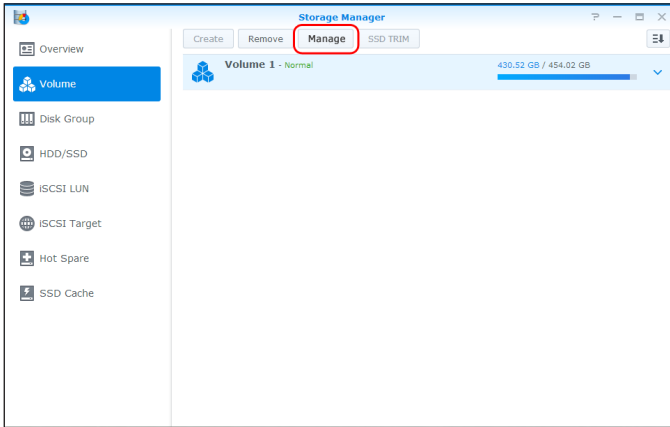 Storage Manager
Overview
Volume
Disk Group
HDD/SSD
iSCSI LUN
iSCSI Target
Hot Spare
SSD Cache
Create Remove Manage SSD TRIM
Volume 1 - Normal
430.52 GB / 454.02 GB